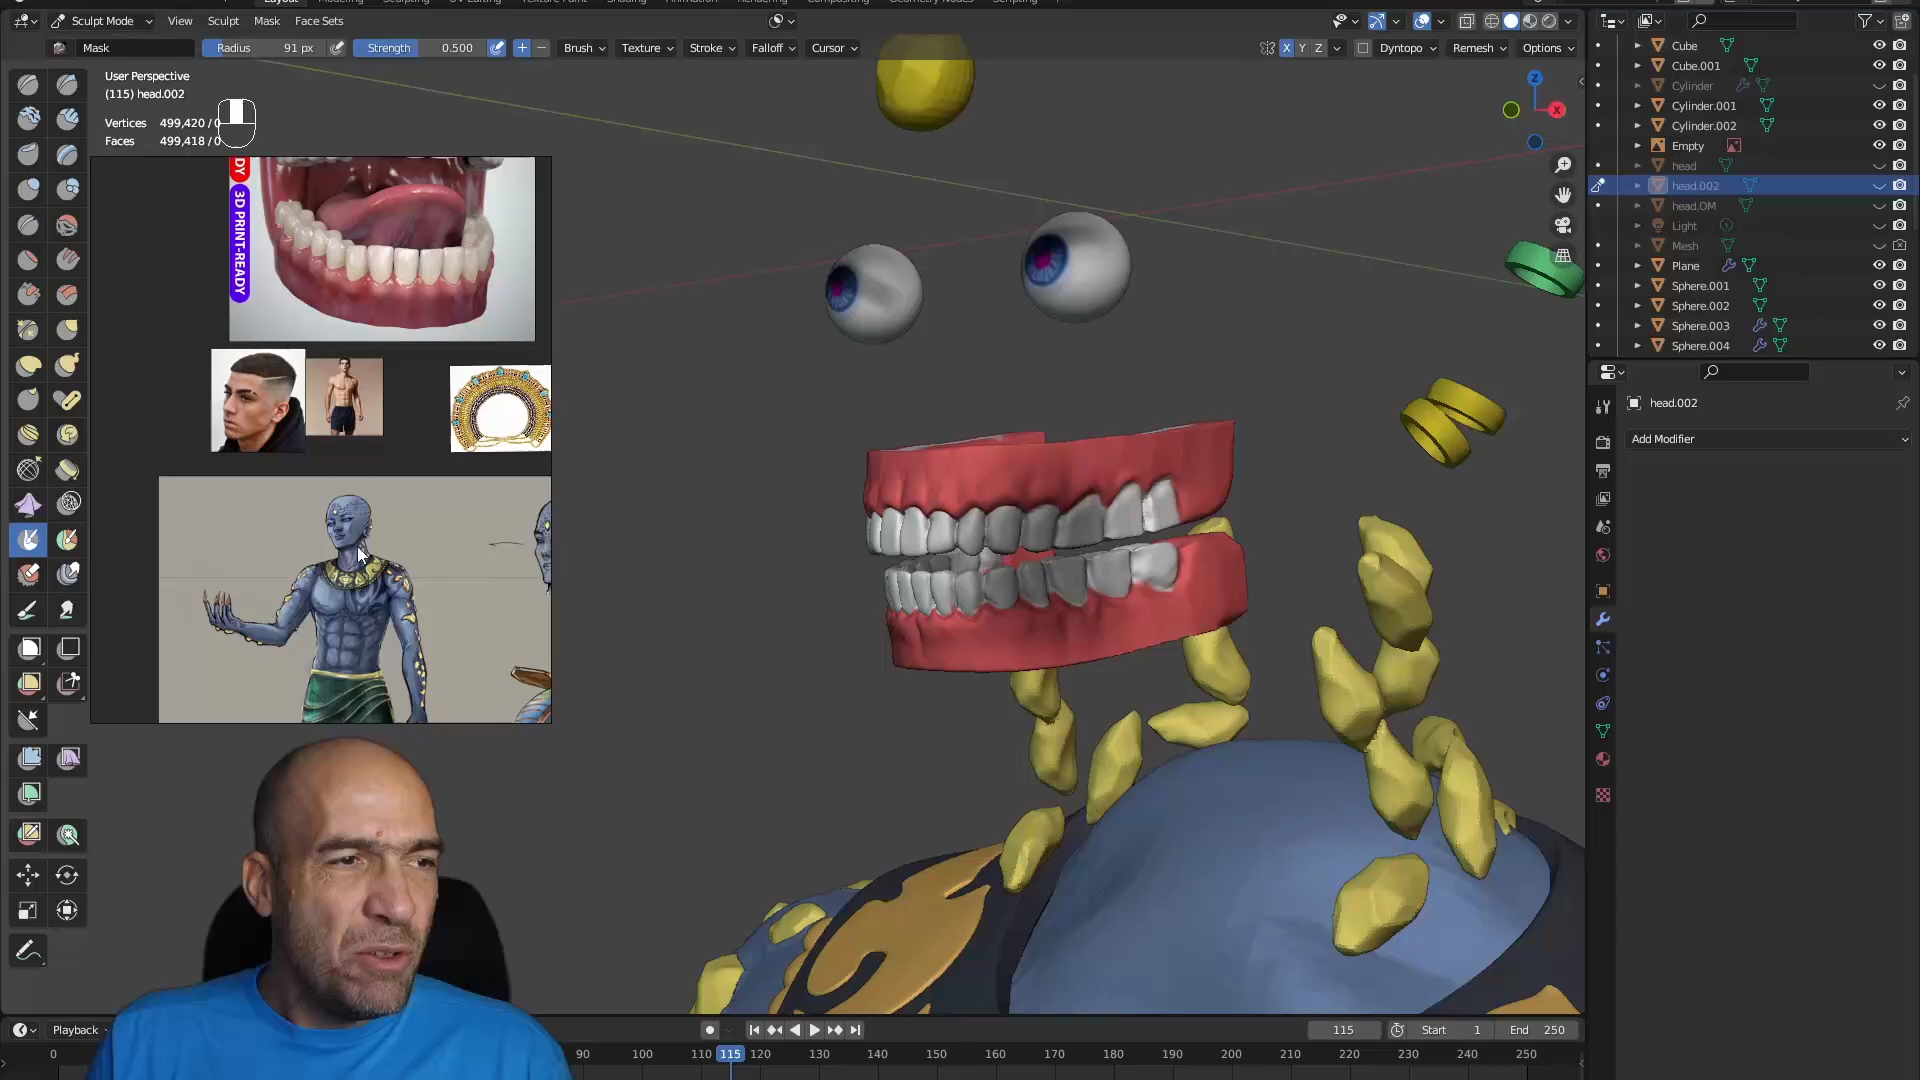 Sculpt Mode View Sculpt Mask Face Sets
Mask Radius 91 px Strength 0.500 Brush Texture Stroke Falloff Cursor X Y Z Dyntopo Remesh Options
User Perspective
(115) head.002
Vertices 499,420 / 0
Faces 499,418 / 0
3D PRINT-READY
Z
X
Cube
Cube.001
Cylinder
Cylinder.001
Cylinder.002
Empty
head
head.002
head.OM
Light
Mesh
Plane
Sphere.001
Sphere.002
Sphere.003
Sphere.004
head.002
Add Modifier
Playback 115 Start 1 End 250
0 90 100 110 115 120 130 140 150 160 170 180 190 200 210 220 230 240 250